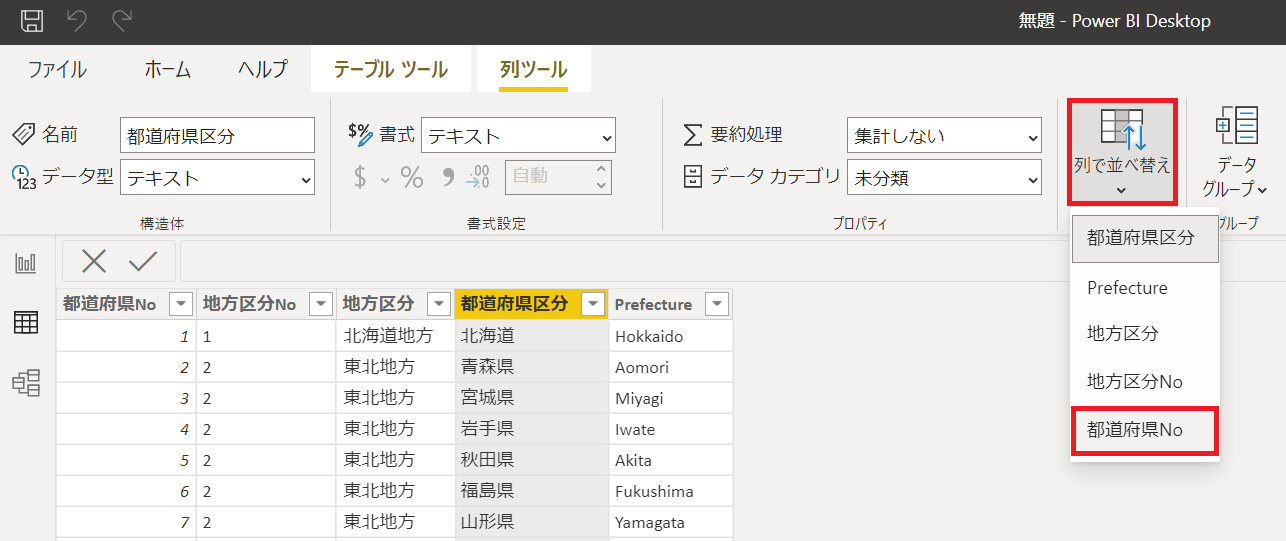 無題 - Power BI Desktop
ファイル ホーム ヘルプ テーブル ツール 列ツール
名前 都道府県区分
データ型 テキスト
構造体
書式 テキスト
$ % 9 .00 自動
書式設定
要約処理 集計しない
データ カテゴリ 未分類
プロパティ
列で並べ替え
データ
グループ
グループ
都道府県区分
Prefecture
地方区分
地方区分No
都道府県No
都道府県No 地方区分No 地方区分 都道府県区分 Prefecture
1 1 北海道地方 北海道 Hokkaido
2 2 東北地方 青森県 Aomori
3 2 東北地方 宮城県 Miyagi
4 2 東北地方 岩手県 Iwate
5 2 東北地方 秋田県 Akita
6 2 東北地方 福島県 Fukushima
7 2 東北地方 山形県 Yamagata